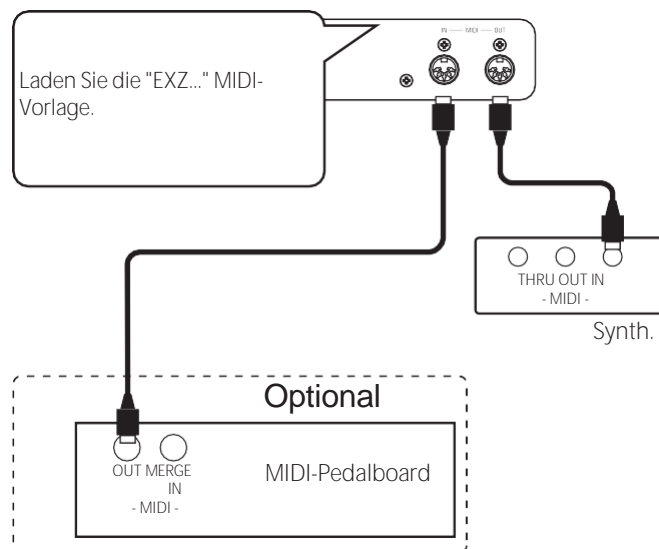 IN MIDI OUT
Laden Sie die "EXZ..." MIDI-
Vorlage.
THRU OUT IN
- MIDI -
Synth.
Optional
OUT MERGE
IN
- MIDI -
MIDI-Pedalboard